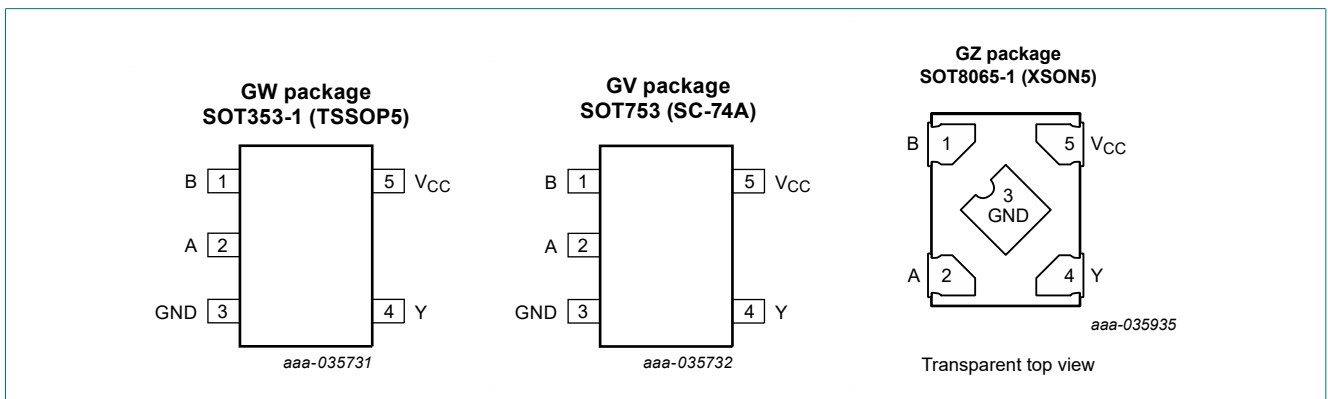 GW package
SOT353-1 (TSSOP5)
B 1
5 VCC
A 2
GND 3
4 Y
aaa-035731
GV package
SOT753 (SC-74A)
B 1
5 VCC
A 2
GND 3
4 Y
aaa-035732
GZ package
SOT8065-1 (XSON5)
B 1
5 VCC
3
GND
A 2
4 Y
aaa-035935
Transparent top view